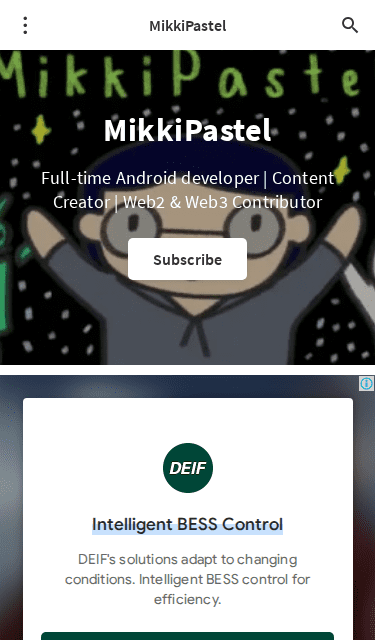 MikkiPastel
MikkiPaste
MikkiPastel
Full-time Android developer | Content
Creator | Web2 & Web3 Contributor
Subscribe
DEIF
Intelligent BESS Control
DEIF's solutions adapt to changing
conditions. Intelligent BESS control for
efficiency.